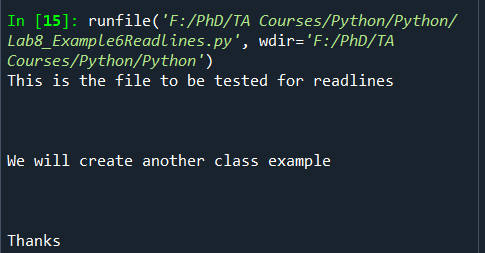 In [15]: runfile('F:/PhD/TA Courses/Python/Python/
Lab8_Example6Readlines.py', wdir='F:/PhD/TA
Courses/Python/Python')
This is the file to be tested for readlines
We will create another class example
Thanks